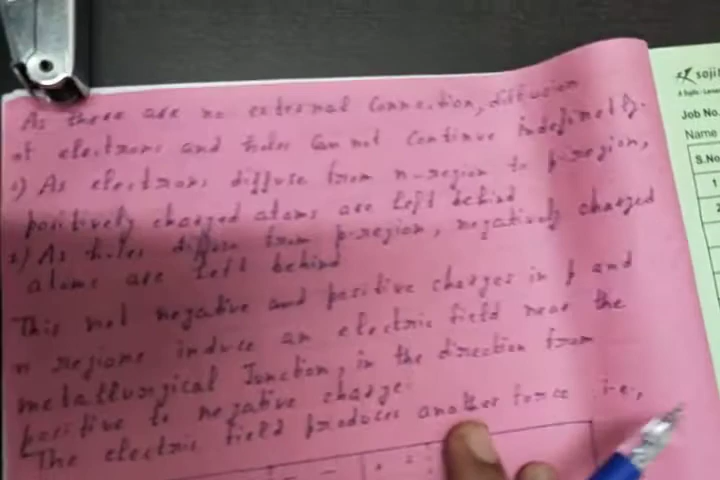 As there are no external Connection, diffusion
of electrons and holes Can not Continue indefinetly.
1) As electrons diffuse from n-region to p-region,
positively charged atoms are left behind
2) As holes diffuse from p-region, negatively charged
atoms are left behind
This net negative and positive charges in p and
n regions induce an electric field near the
metallurgical Junction, in the direction from
positive to negative charge.
The electric field produces another force i.e,
soji
Job No.
Name
S.No
1
2